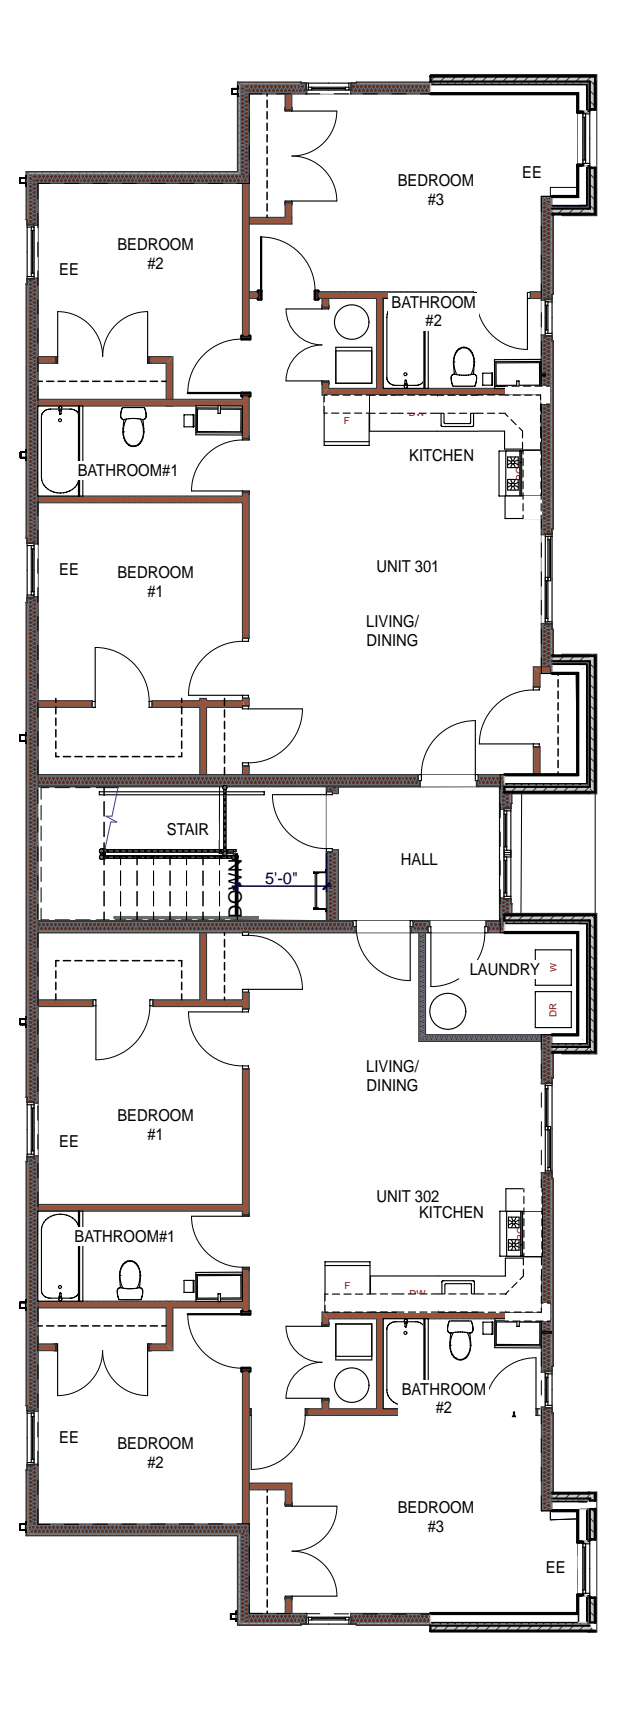 BEDROOM
#3
EE
BEDROOM
#2
EE
BATHROOM
#2
F
DW
KITCHEN
BATHROOM#1
EE
BEDROOM
#1
UNIT 301
LIVING/
DINING
STAIR
HALL
DOWN
5'-0"
LAUNDRY
W
DR
LIVING/
DINING
BEDROOM
#1
EE
UNIT 302
KITCHEN
BATHROOM#1
F
DW
BATHROOM
#2
EE
BEDROOM
#2
BEDROOM
#3
EE